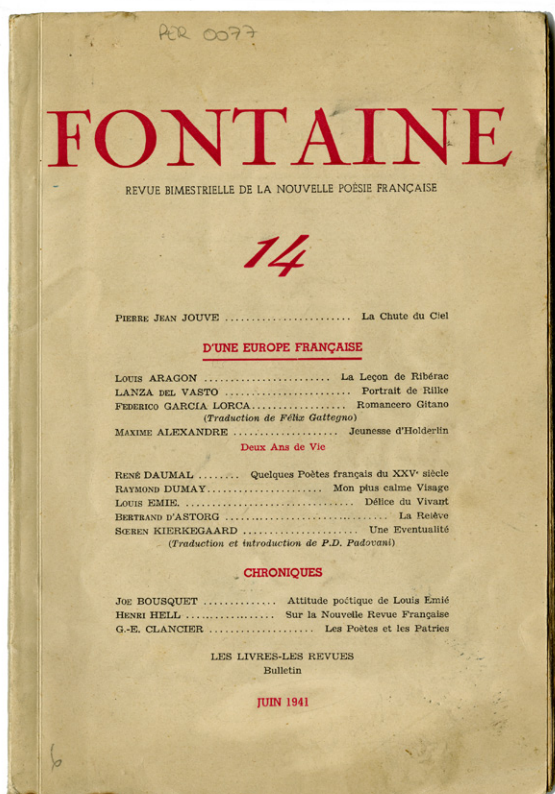 PER 0077
FONTAINE
REVUE BIMESTRIELLE DE LA NOUVELLE POÉSIE FRANÇAISE
14
PIERRE JEAN JOUVE ........................ La Chute du Ciel
D'UNE EUROPE FRANÇAISE
LOUIS ARAGON ........................ La Leçon de Ribérac
LANZA DEL VASTO ........................ Portrait de Rilke
FEDERICO GARCIA LORCA.................. Romancero Gitano
(Traduction de Félix Gattegno)
MAXIME ALEXANDRE .................... Jeunesse d'Holderlin
Deux Ans de Vie
RENÉ DAUMAL ........ Quelques Poètes français du XXVe siècle
RAYMOND DUMAY...................... Mon plus calme Visage
LOUIS EMIE. ................................. Délice du Vivant
BERTRAND D'ASTORG ............................... La Relève
SŒREN KIERKEGAARD ........................ Une Eventualité
(Traduction et introduction de P.D. Padovani)
CHRONIQUES
JOE BOUSQUET .............. Attitude poétique de Louis Emié
HENRI HELL ................. Sur la Nouvelle Revue Française
G.-E. CLANCIER .................... Les Poètes et les Patries
LES LIVRES-LES REVUES
Bulletin
JUIN 1941